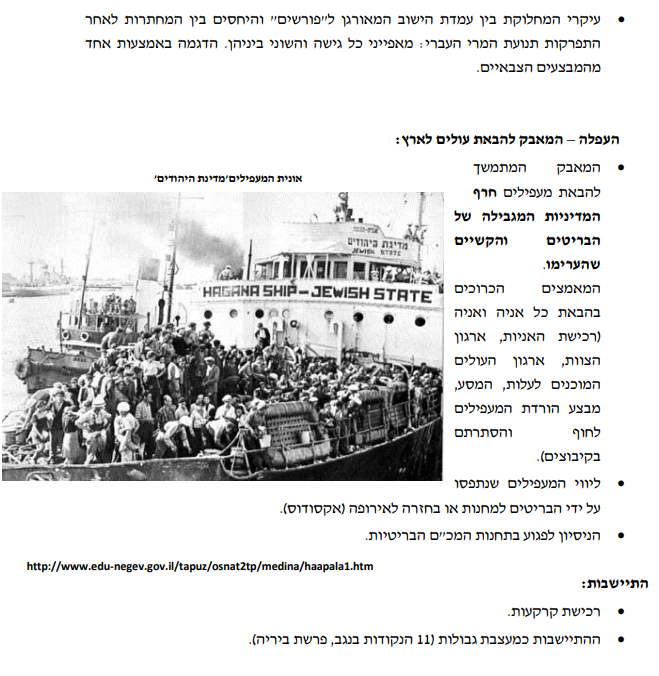 • עיקרי המחלוקת בין עמדת הישוב המאורגן ל"פורשים" והיחסים בין המחתרות לאחר
התפרקות תנועת המרי העברי: מאפייני כל גישה והשוני ביניהן. הדגמה באמצעות אחד
מהמבצעים הצבאיים.
העפלה – המאבק להבאת עולים לארץ:
• המאבק המתמשך
להבאת מעפילים חרף
המדיניות המגבילה של
הבריטים והקשיים
שהערימו.
המאמצים הכרוכים
בהבאת כל אניה ואניה
(רכישת האניות, ארגון
הצוות, ארגון העולים
המוכנים לעלות, המסע,
מבצע הורדת המעפילים
לחוף והסתרתם
בקיבוצים).
אונית המעפילים'מדינת היהודים'
מדינת היהודים
JEWISH STATE
HAGANA SHIP-JEWISH STATE
• ליווי המעפילים שנתפסו
על ידי הבריטים למחנות או בחזרה לאירופה (אקסודוס).
• הניסיון לפגוע בתחנות המכ"ם הבריטיות.
http://www.edu-negev.gov.il/tapuz/osnat2tp/medina/haapala1.htm
התיישבות:
• רכישת קרקעות.
• ההתיישבות כמעצבת גבולות (11 הנקודות בנגב, פרשת ביריה).